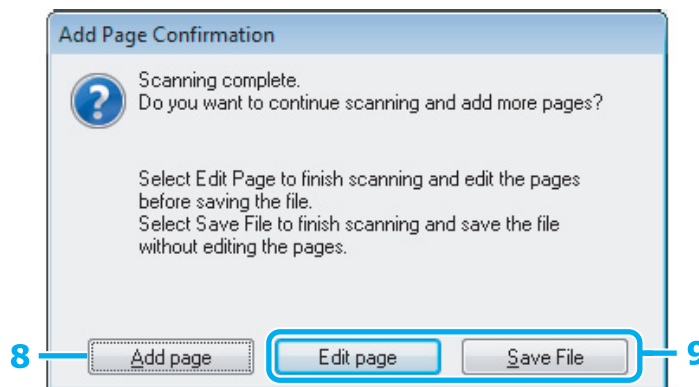 Add Page Confirmation
Scanning complete.
Do you want to continue scanning and add more pages?
Select Edit Page to finish scanning and edit the pages
before saving the file.
Select Save File to finish scanning and save the file
without editing the pages.
8 Add page Edit page Save File 9